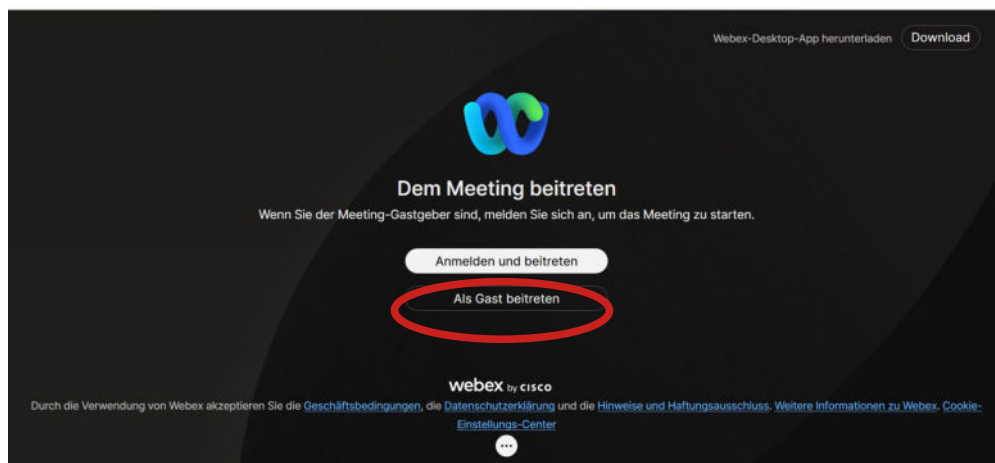 Webex-Desktop-App herunterladen Download
Dem Meeting beitreten
Wenn Sie der Meeting-Gastgeber sind, melden Sie sich an, um das Meeting zu starten.
Anmelden und beitreten
Als Gast beitreten
webex by CISCO
Durch die Verwendung von Webex akzeptieren Sie die Geschäftsbedingungen, die Datenschutzerklärung und die Hinweise und Haftungsausschluss. Weitere Informationen zu Webex. Cookie-
Einstellungs-Center